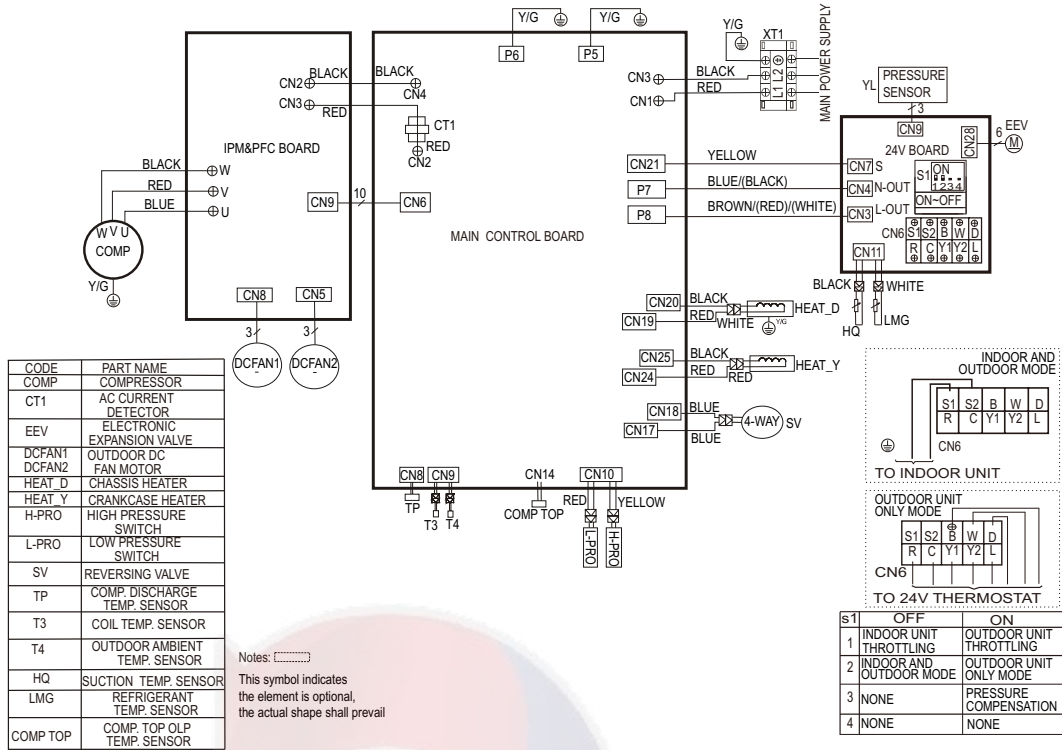 Y/G
P6
Y/G
P5
Y/G
XT1
L1 L2
MAIN POWER SUPPLY
CN2 BLACK
BLACK
CN4
CN3
RED
CT1
RED
CN2
IPM&PFC BOARD
BLACK
W
RED
V
BLUE
U
W V U
COMP
Y/G
CN9
10
CN6
CN8
CN5
3
3
DCFAN1
~
DCFAN2
~
MAIN CONTROL BOARD
CN3
BLACK
CN1
RED
CN21
YELLOW
P7
BLUE/(BLACK)
P8
BROWN/(RED)/(WHITE)
YL
PRESSURE
SENSOR
3
CN9
24V BOARD
CN28
6
EEV
M
CN7 S
CN4 N-OUT
CN3 L-OUT
S1
ON
1 2 3 4
ON~OFF
CN6 S1 S2 B W D
R C Y1 Y2 L
CN11
BLACK
WHITE
HQ
LMG
CN20
BLACK
CN19
RED
WHITE
Y/G
HEAT_D
CN25
BLACK
CN24
RED
RED
HEAT_Y
CN18
BLUE
CN17
BLUE
4-WAY
SV
CN8
CN9
TP
T3
T4
CN14
COMP TOP
CN10
RED
YELLOW
L-PRO
H-PRO
CODE PART NAME
COMP COMPRESSOR
CT1 AC CURRENT
DETECTOR
EEV ELECTRONIC
EXPANSION VALVE
DCFAN1 OUTDOOR DC
DCFAN2 FAN MOTOR
HEAT_D CHASSIS HEATER
HEAT_Y CRANKCASE HEATER
H-PRO HIGH PRESSURE
SWITCH
L-PRO LOW PRESSURE
SWITCH
SV REVERSING VALVE
TP COMP. DISCHARGE
TEMP. SENSOR
T3 COIL TEMP. SENSOR
T4 OUTDOOR AMBIENT
TEMP. SENSOR
HQ SUCTION TEMP. SENSOR
LMG REFRIGERANT
TEMP. SENSOR
COMP TOP COMP. TOP OLP
TEMP. SENSOR
Notes:
This symbol indicates
the element is optional,
the actual shape shall prevail
INDOOR AND
OUTDOOR MODE
S1 S2 B W D
R C Y1 Y2 L
CN6
TO INDOOR UNIT
OUTDOOR UNIT
ONLY MODE
S1 S2 B W D
R C Y1 Y2 L
CN6
TO 24V THERMOSTAT
s1 OFF ON
1 INDOOR UNIT THROTTLING OUTDOOR UNIT THROTTLING
2 INDOOR AND OUTDOOR MODE OUTDOOR UNIT ONLY MODE
3 NONE PRESSURE COMPENSATION
4 NONE NONE